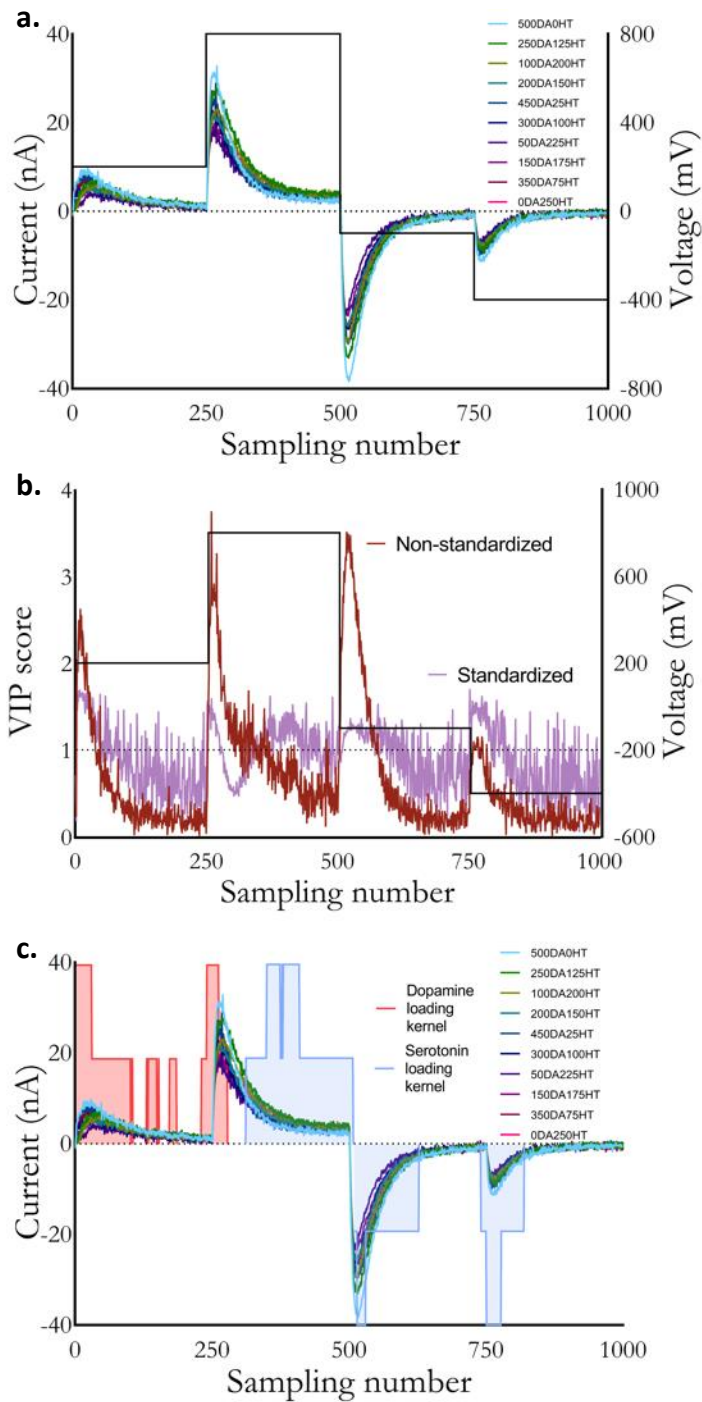 a.
40
20
0
-20
-40
Current (nA)
800
400
0
-400
-800
Voltage (mV)
500DA0HT
250DA125HT
100DA200HT
200DA150HT
450DA25HT
300DA100HT
50DA225HT
150DA175HT
350DA75HT
0DA250HT
0
250
500
750
1000
Sampling number
b.
4
3
2
1
0
VIP score
1000
600
200
-200
-600
Voltage (mV)
Non-standardized
Standardized
0
250
500
750
1000
Sampling number
c.
40
20
0
-20
-40
Current (nA)
Dopamine
loading
kernel
Serotonin
loading
kernel
500DA0HT
250DA125HT
100DA200HT
200DA150HT
450DA25HT
300DA100HT
50DA225HT
150DA175HT
350DA75HT
0DA250HT
0
250
500
750
1000
Sampling number